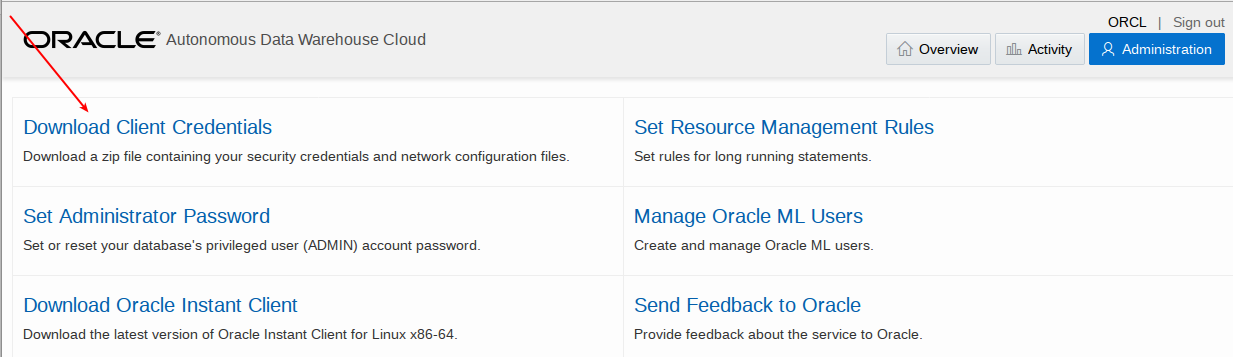 ORACLE® Autonomous Data Warehouse Cloud
ORCL | Sign out
Overview Activity Administration
Download Client Credentials
Download a zip file containing your security credentials and network configuration files.
Set Resource Management Rules
Set rules for long running statements.
Set Administrator Password
Set or reset your database's privileged user (ADMIN) account password.
Manage Oracle ML Users
Create and manage Oracle ML users.
Download Oracle Instant Client
Download the latest version of Oracle Instant Client for Linux x86-64.
Send Feedback to Oracle
Provide feedback about the service to Oracle.